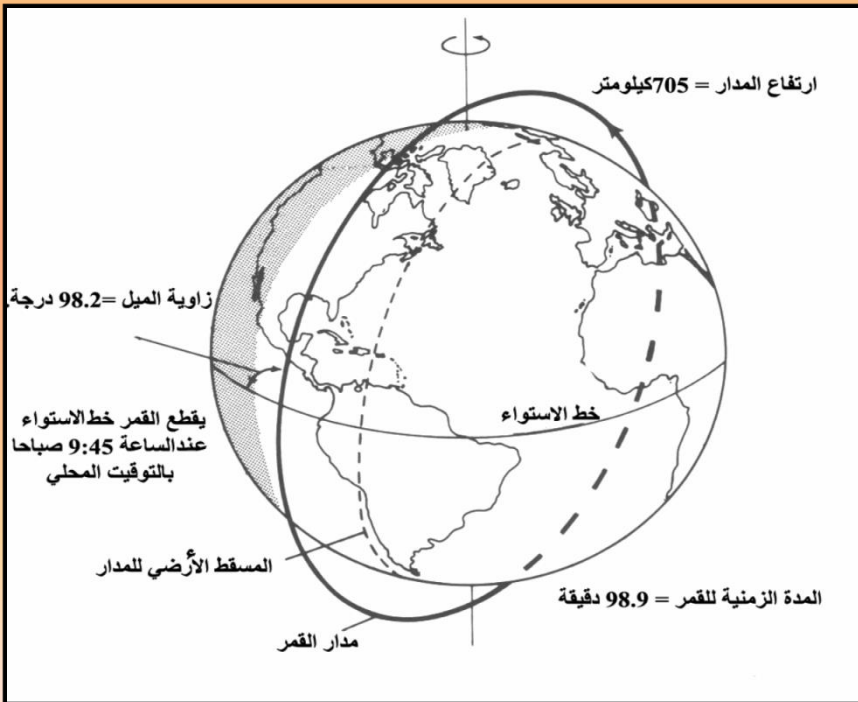 ارتفاع المدار = 705كيلومتر
زاوية الميل =98.2 درجة.
خط الاستواء
يقطع القمر خط الاستواء
عندالساعة 9:45 صباحا
بالتوقيت المحلي
المسقط الأرضي للمدار
المدة الزمنية للقمر = 98.9 دقيقة
مدار القمر